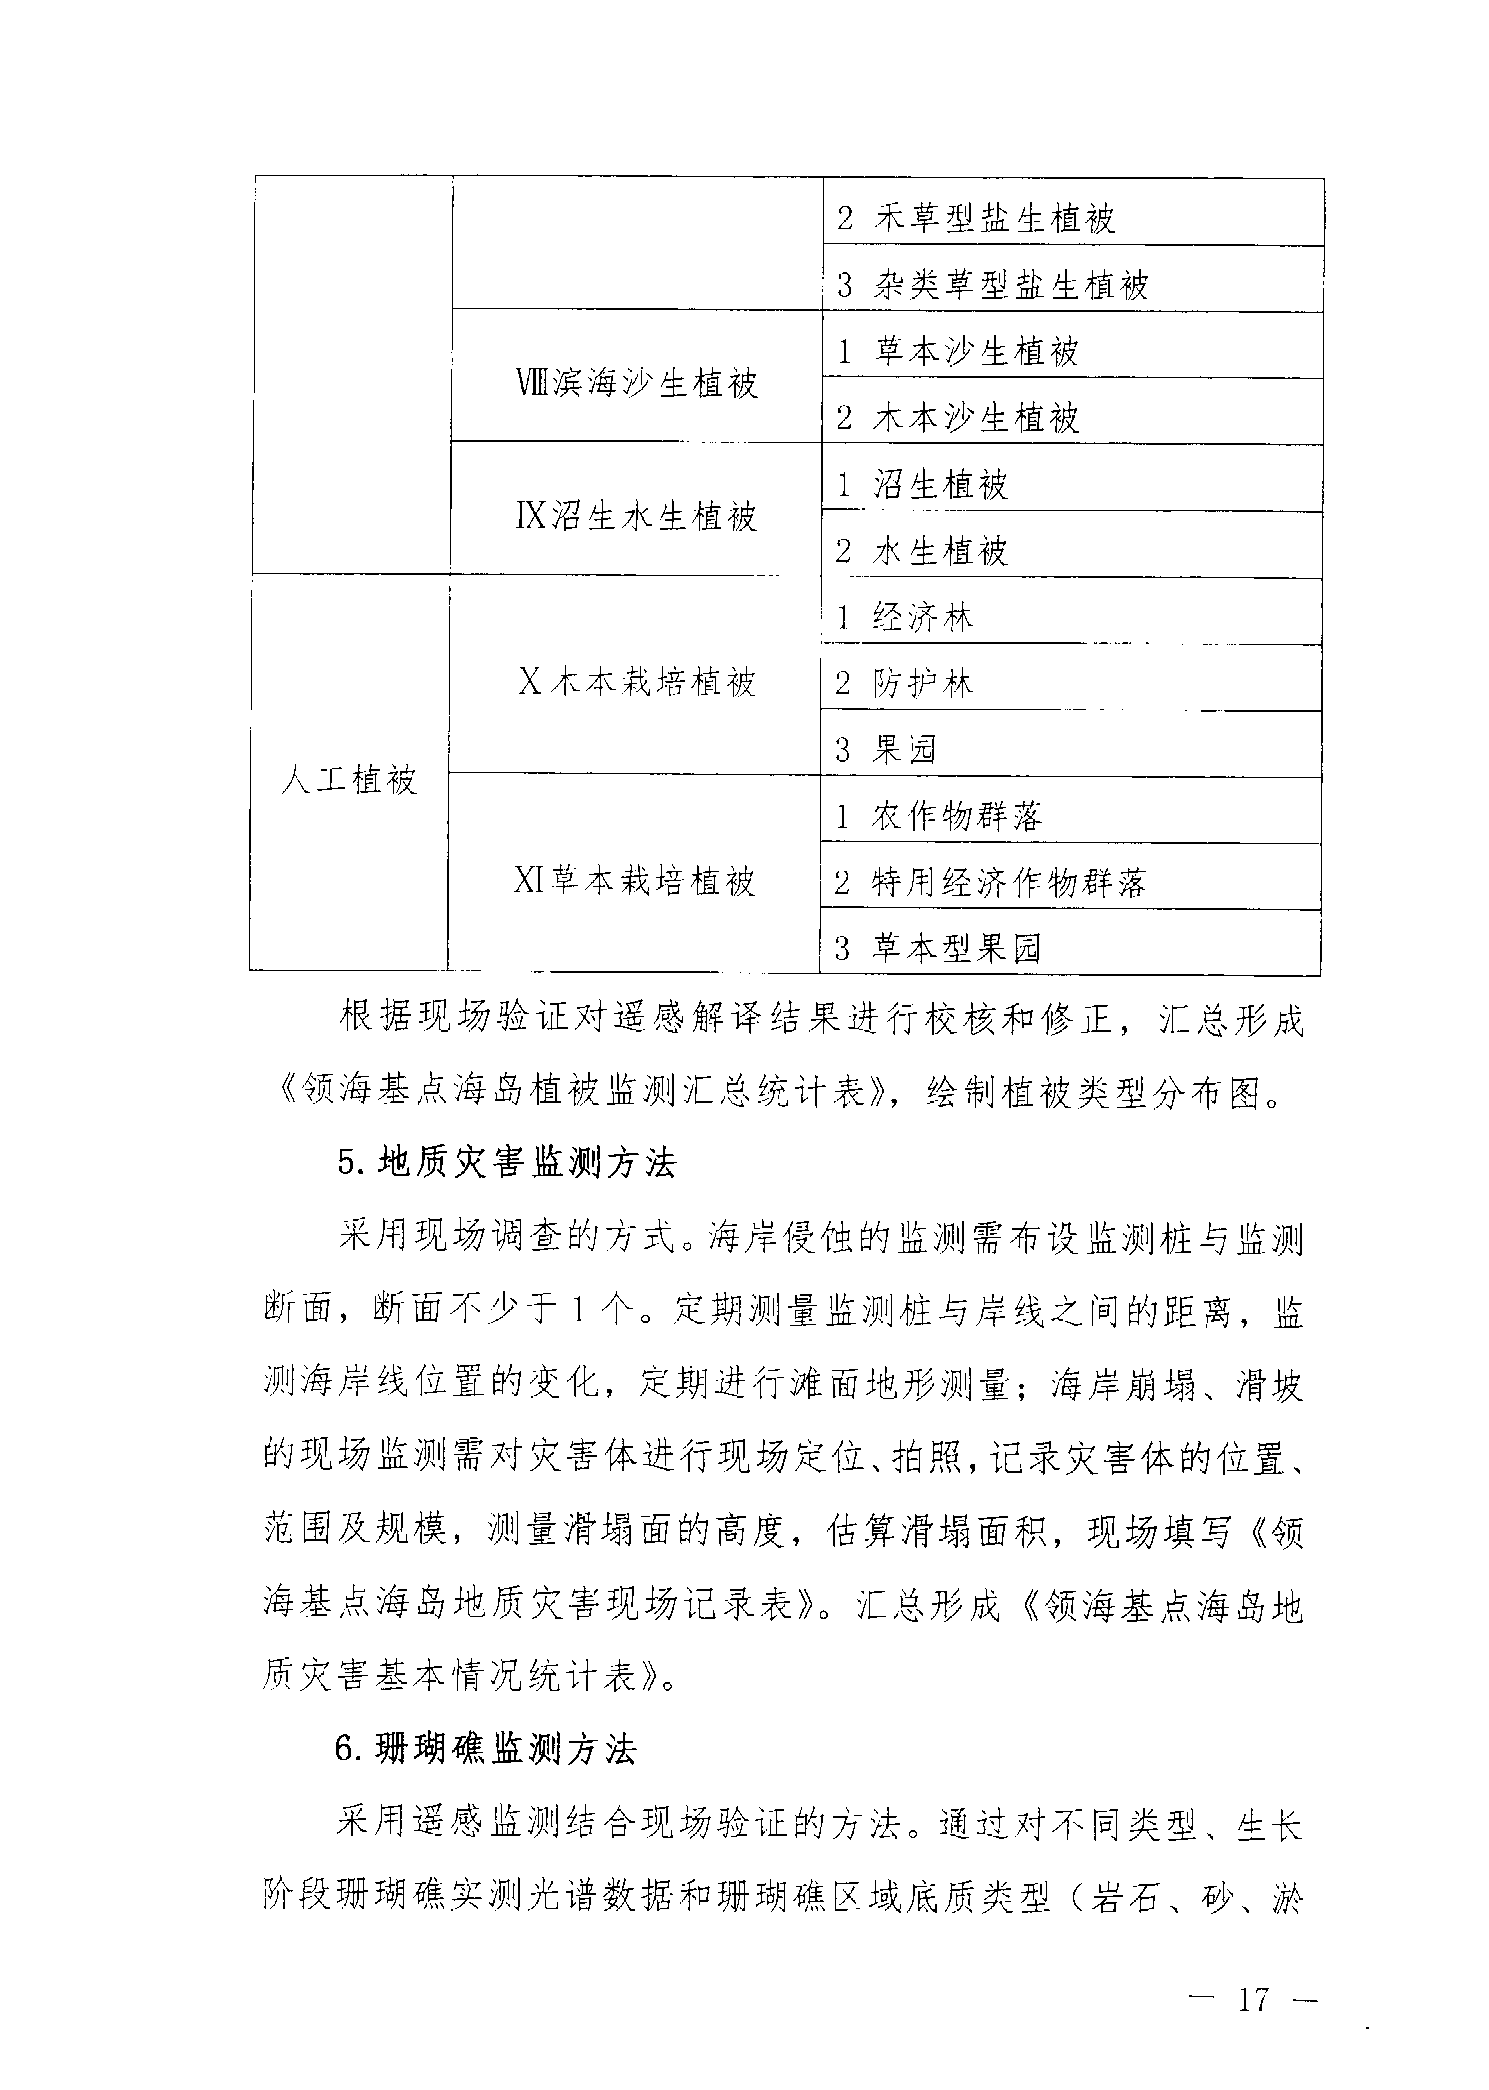 2 禾草型盐生植被
3 杂类草型盐生植被
Ⅷ滨海沙生植被
1 草本沙生植被
2 木本沙生植被
Ⅸ沼生水生植被
1 沼生植被
2 水生植被
人工植被
Ⅹ木本栽培植被
1 经济林
2 防护林
3 果园
Ⅺ草本栽培植被
1 农作物群落
2 特用经济作物群落
3 草本型果园
根据现场验证对遥感解译结果进行校核和修正，汇总形成
《领海基点海岛植被监测汇总统计表》，绘制植被类型分布图。
5.地质灾害监测方法
采用现场调查的方式。海岸侵蚀的监测需布设监测桩与监测
断面，断面不少于1个。定期测量监测桩与岸线之间的距离，监
测海岸线位置的变化，定期进行滩面地形测量；海岸崩塌、滑坡
的现场监测需对灾害体进行现场定位、拍照，记录灾害体的位置、
范围及规模，测量滑塌面的高度，估算滑塌面积，现场填写《领
海基点海岛地质灾害现场记录表》。汇总形成《领海基点海岛地
质灾害基本情况统计表》。
6.珊瑚礁监测方法
采用遥感监测结合现场验证的方法。通过对不同类型、生长
阶段珊瑚礁实测光谱数据和珊瑚礁区域底质类型（岩石、砂、淤
— 17 —